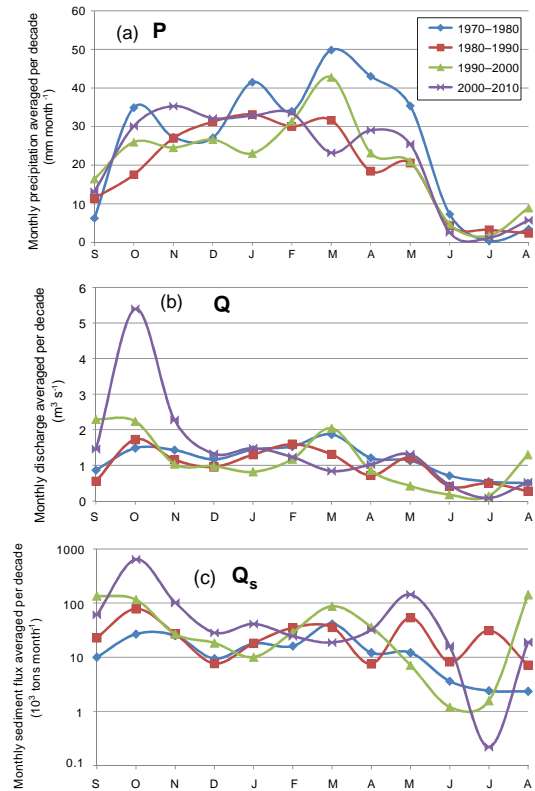 (a) P
Monthly precipitation averaged per decade
(mm month⁻¹)
60
50
40
30
20
10
0
S O N D J F M A M J J A
1970–1980
1980–1990
1990–2000
2000–2010
(b) Q
Monthly discharge averaged per decade
(m³ s⁻¹)
6
5
4
3
2
1
0
S O N D J F M A M J J A
(c) Qₛ
Monthly sediment flux averaged per decade
(10³ tons month⁻¹)
1000
100
10
1
0.1
S O N D J F M A M J J A